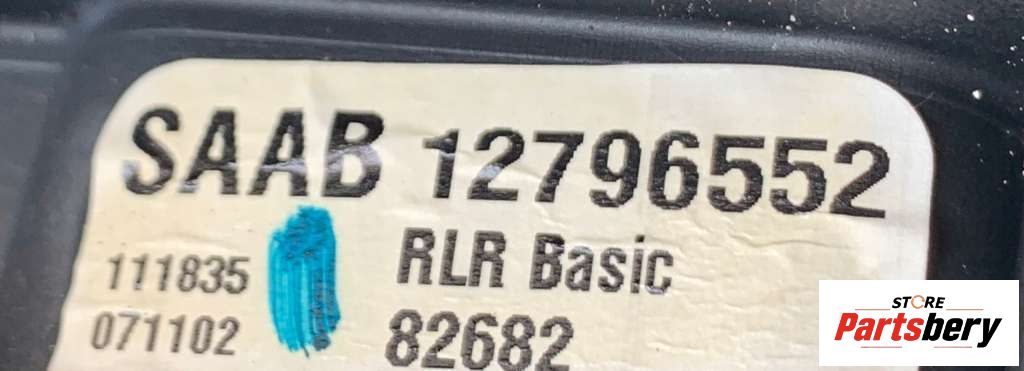 SAAB 12796552
111835 RLR Basic
071102 82682
STORE
Partsbery